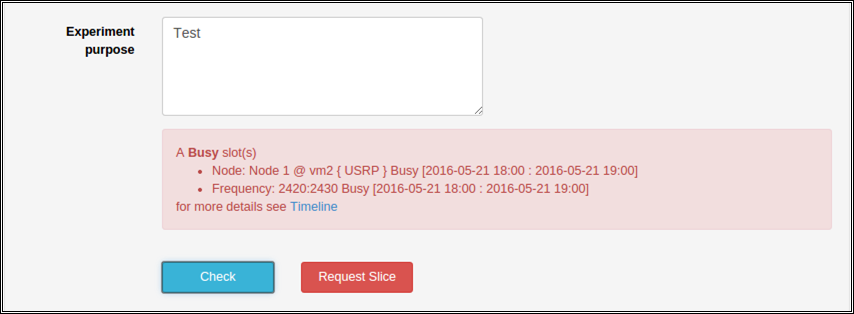 Experiment
purpose
Test
A Busy slot(s)
• Node: Node 1 @ vm2 { USRP } Busy [2016-05-21 18:00 : 2016-05-21 19:00]
• Frequency: 2420:2430 Busy [2016-05-21 18:00 : 2016-05-21 19:00]
for more details see Timeline
Check
Request Slice